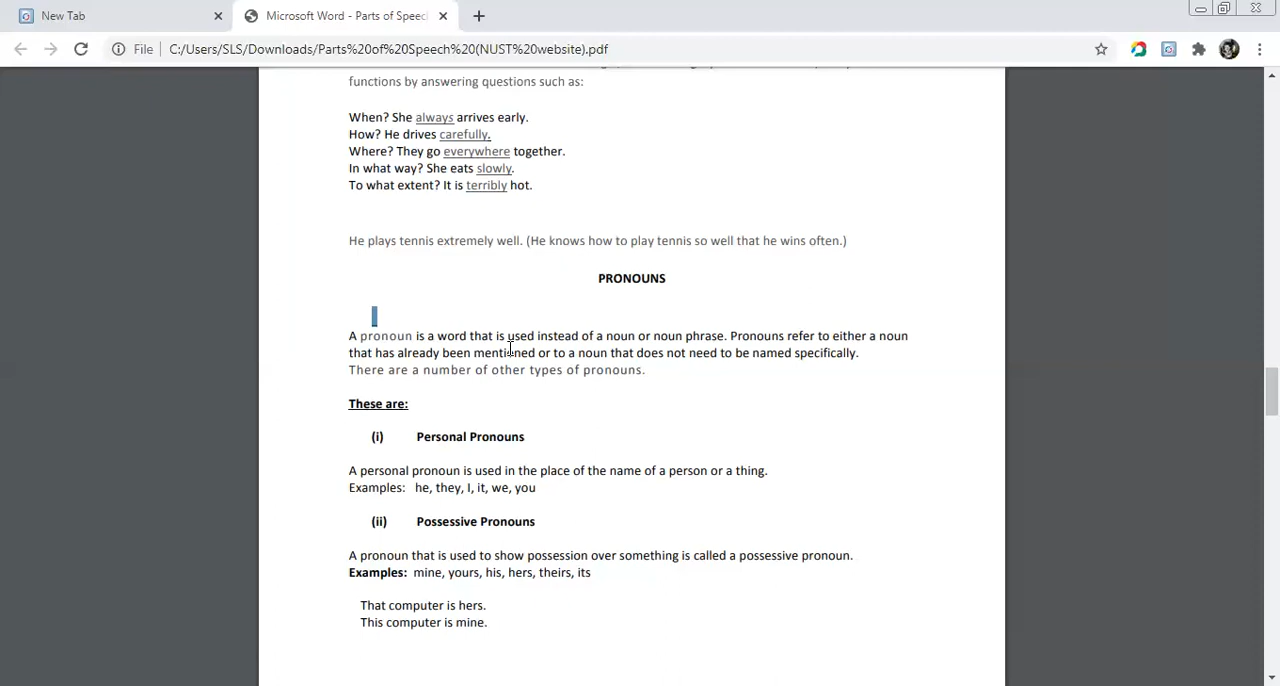 New Tab
Microsoft Word - Parts of Speech
File
C:/Users/SLS/Downloads/Parts%20of%20Speech%20(NUST%20website).pdf
functions by answering questions such as:
When? She always arrives early.
How? He drives carefully.
Where? They go everywhere together.
In what way? She eats slowly.
To what extent? It is terribly hot.
He plays tennis extremely well. (He knows how to play tennis so well that he wins often.)
PRONOUNS
A pronoun is a word that is used instead of a noun or noun phrase. Pronouns refer to either a noun
that has already been mentioned or to a noun that does not need to be named specifically.
There are a number of other types of pronouns.
These are:
(i) Personal Pronouns
A personal pronoun is used in the place of the name of a person or a thing.
Examples: he, they, I, it, we, you
(ii) Possessive Pronouns
A pronoun that is used to show possession over something is called a possessive pronoun.
Examples: mine, yours, his, hers, theirs, its
That computer is hers.
This computer is mine.